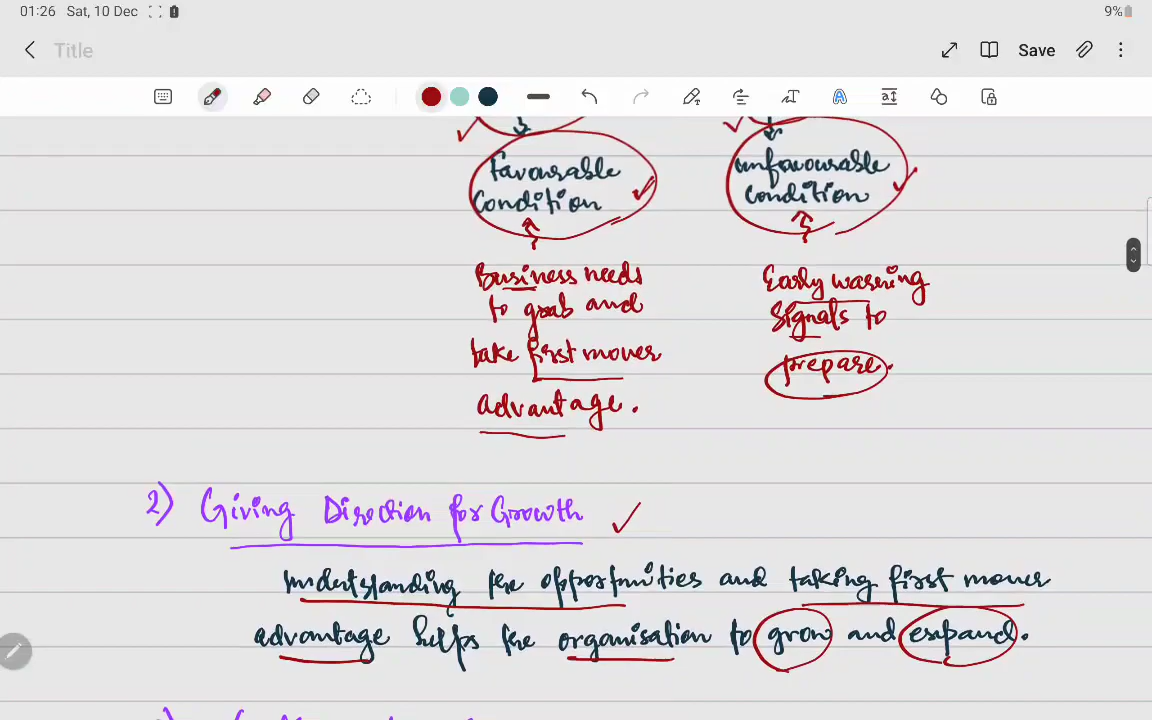 01:26 Sat, 10 Dec
9%
Title
Save
Favourable
Condition
unfavourable
condition
Business needs
to grab and
take first mover
advantage.
Early warning
signals to
prepare.
2) Giving Direction for Growth
understanding the opportunities and taking first mover
advantage helps the organisation to grow and expand.